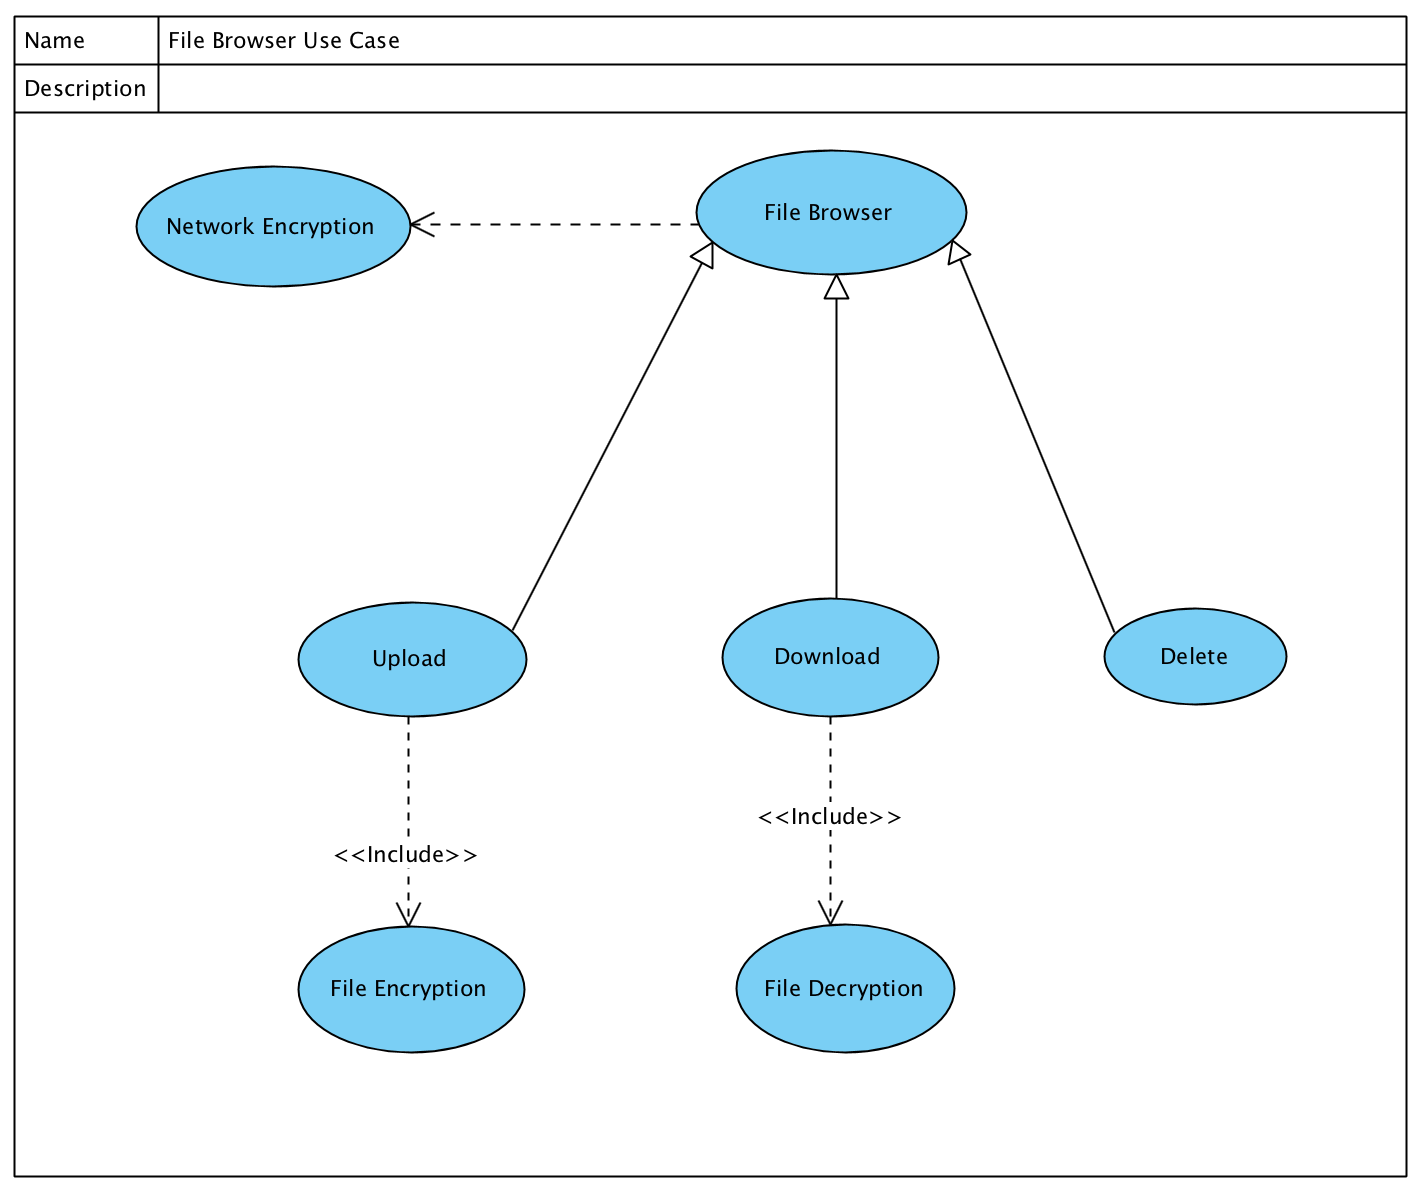 Name
File Browser Use Case
Description
Network Encryption
File Browser
Upload
Download
Delete
<<Include>>
<<Include>>
File Encryption
File Decryption